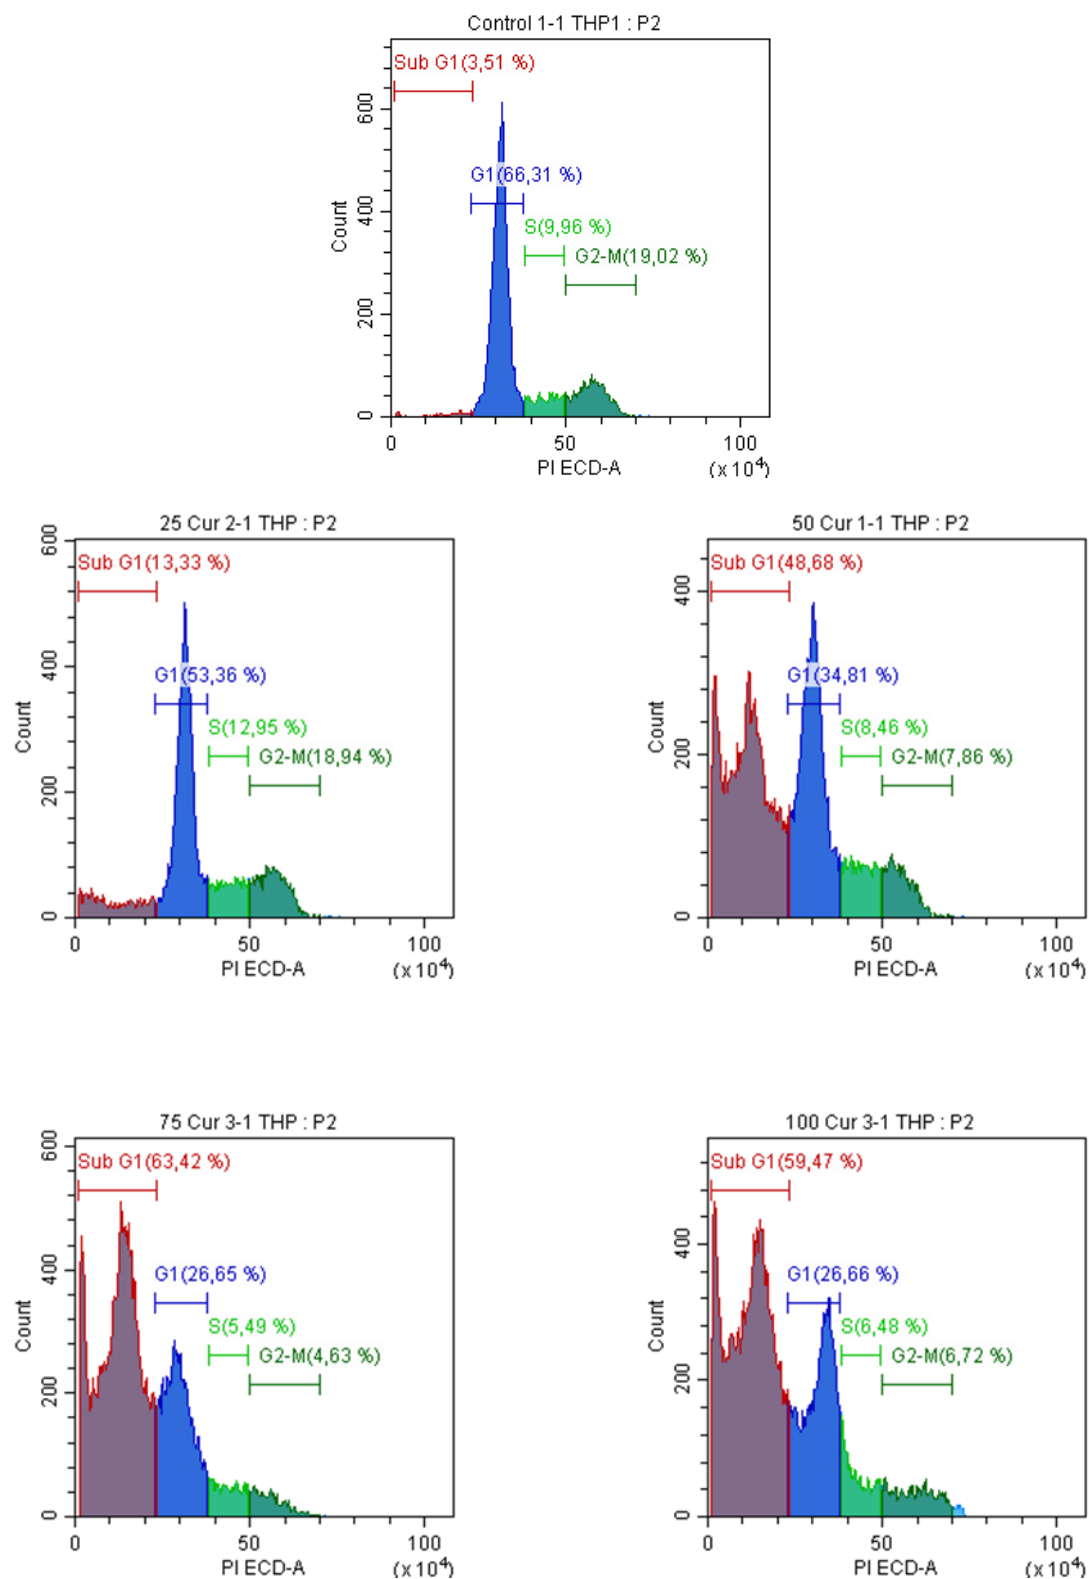 Control 1-1 THP1 : P2
Sub G1(3,51 %)
600
G1(66,31 %)
400
S(9,96 %)
G2-M(19,02 %)
200
0
Count
0 50 100
PI ECD-A (x 10⁴)
25 Cur 2-1 THP : P2
600
Sub G1(13,33 %)
400
G1(53,36 %)
S(12,95 %)
G2-M(18,94 %)
200
0
Count
0 50 100
PI ECD-A (x 10⁴)
50 Cur 1-1 THP : P2
Sub G1(48,68 %)
400
G1(34,81 %)
S(8,46 %)
G2-M(7,86 %)
200
0
Count
0 50 100
PI ECD-A (x 10⁴)
75 Cur 3-1 THP : P2
600
Sub G1(63,42 %)
400
G1(26,65 %)
S(5,49 %)
G2-M(4,63 %)
200
0
Count
0 50 100
PI ECD-A (x 10⁴)
100 Cur 3-1 THP : P2
Sub G1(59,47 %)
400
G1(26,66 %)
S(6,48 %)
G2-M(6,72 %)
200
0
Count
0 50 100
PI ECD-A (x 10⁴)